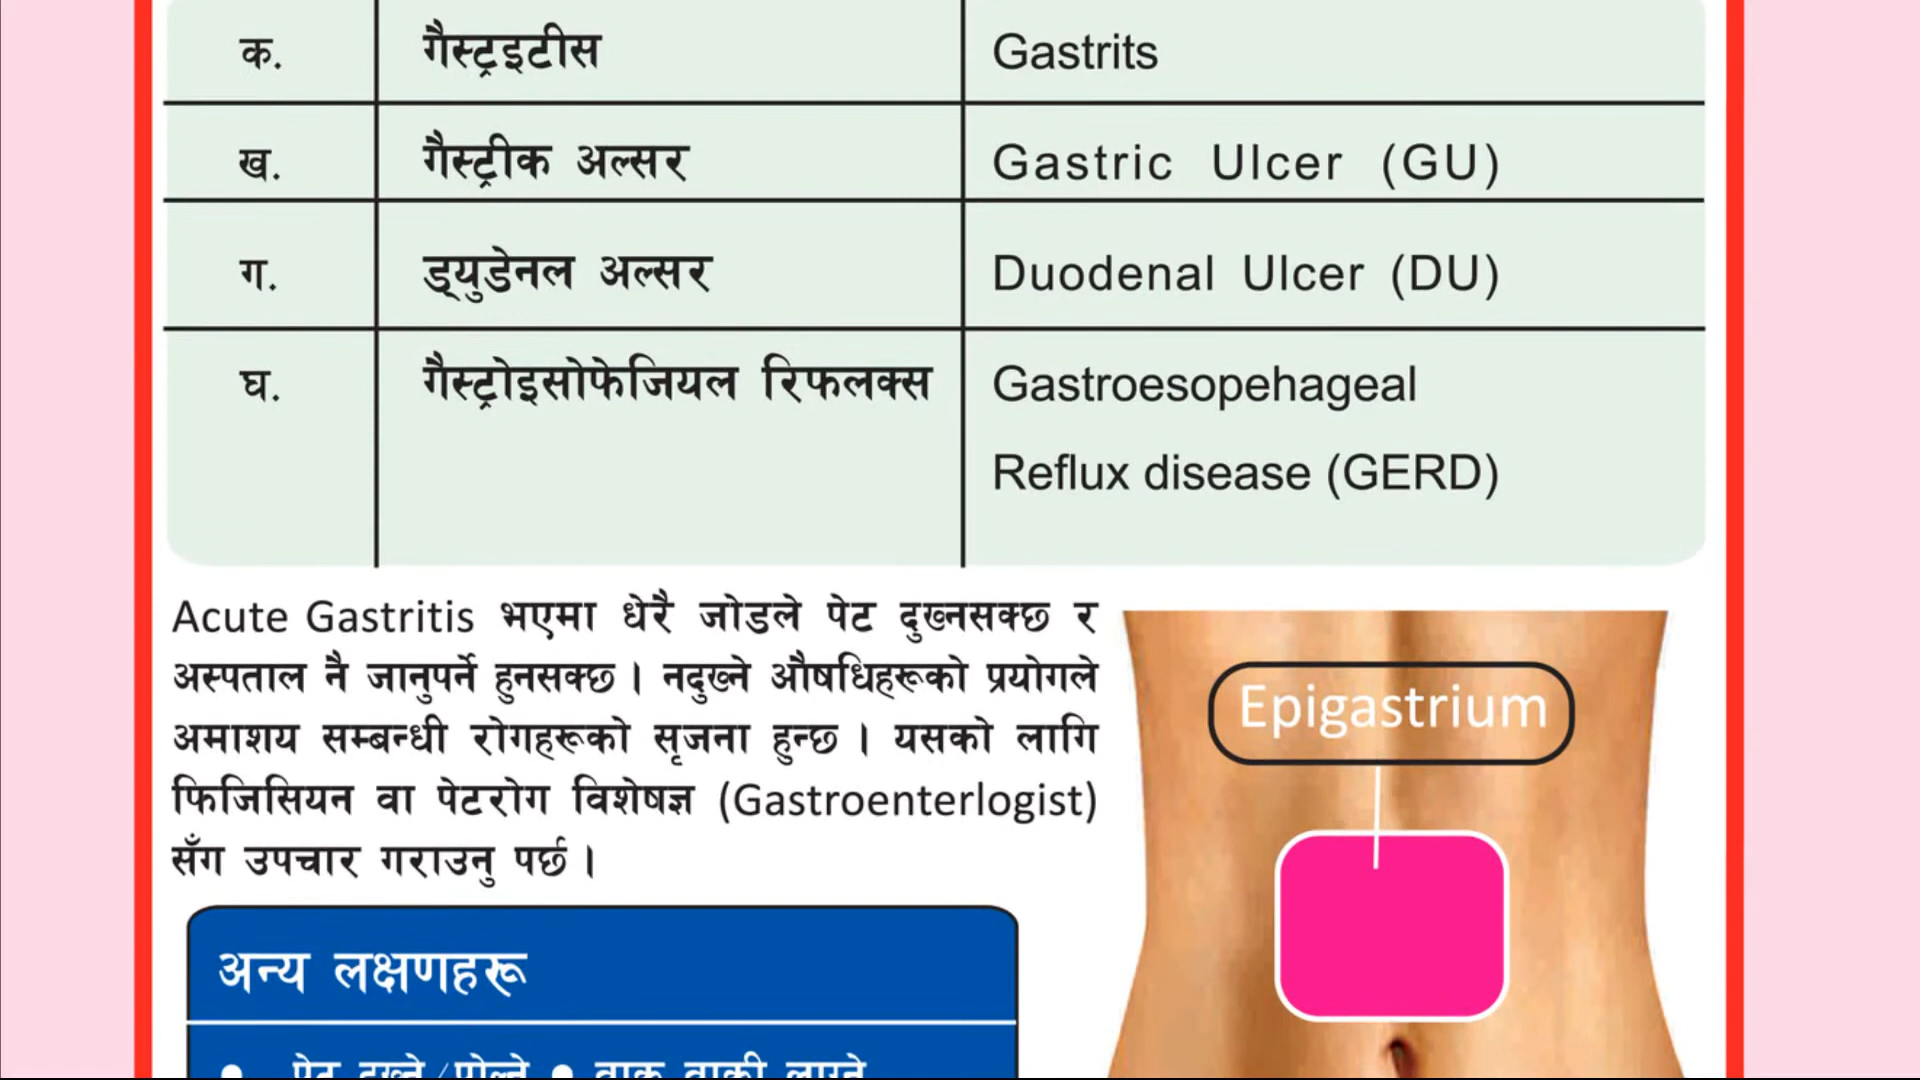 क. गैस्ट्रइटीस Gastrits
ख. गैस्ट्रीक अल्सर Gastric Ulcer (GU)
ग. ड्युडेनल अल्सर Duodenal Ulcer (DU)
घ. गैस्ट्रोइसोफेजियल रिफलक्स Gastroesopehageal
Reflux disease (GERD)
Acute Gastritis भएमा धेरै जोडले पेट दुख्नसक्छ र
अस्पताल नै जानुपर्ने हुनसक्छ । नदुख्ने औषधिहरूको प्रयोगले
अमाशय सम्बन्धी रोगहरूको सृजना हुन्छ । यसको लागि
फिजिसियन वा पेटरोग विशेषज्ञ (Gastroenterlogist)
सँग उपचार गराउनु पर्छ ।
Epigastrium
अन्य लक्षणहरू
• पेट दुख्ने/पोल्ने • वाक वाकी लाग्ने